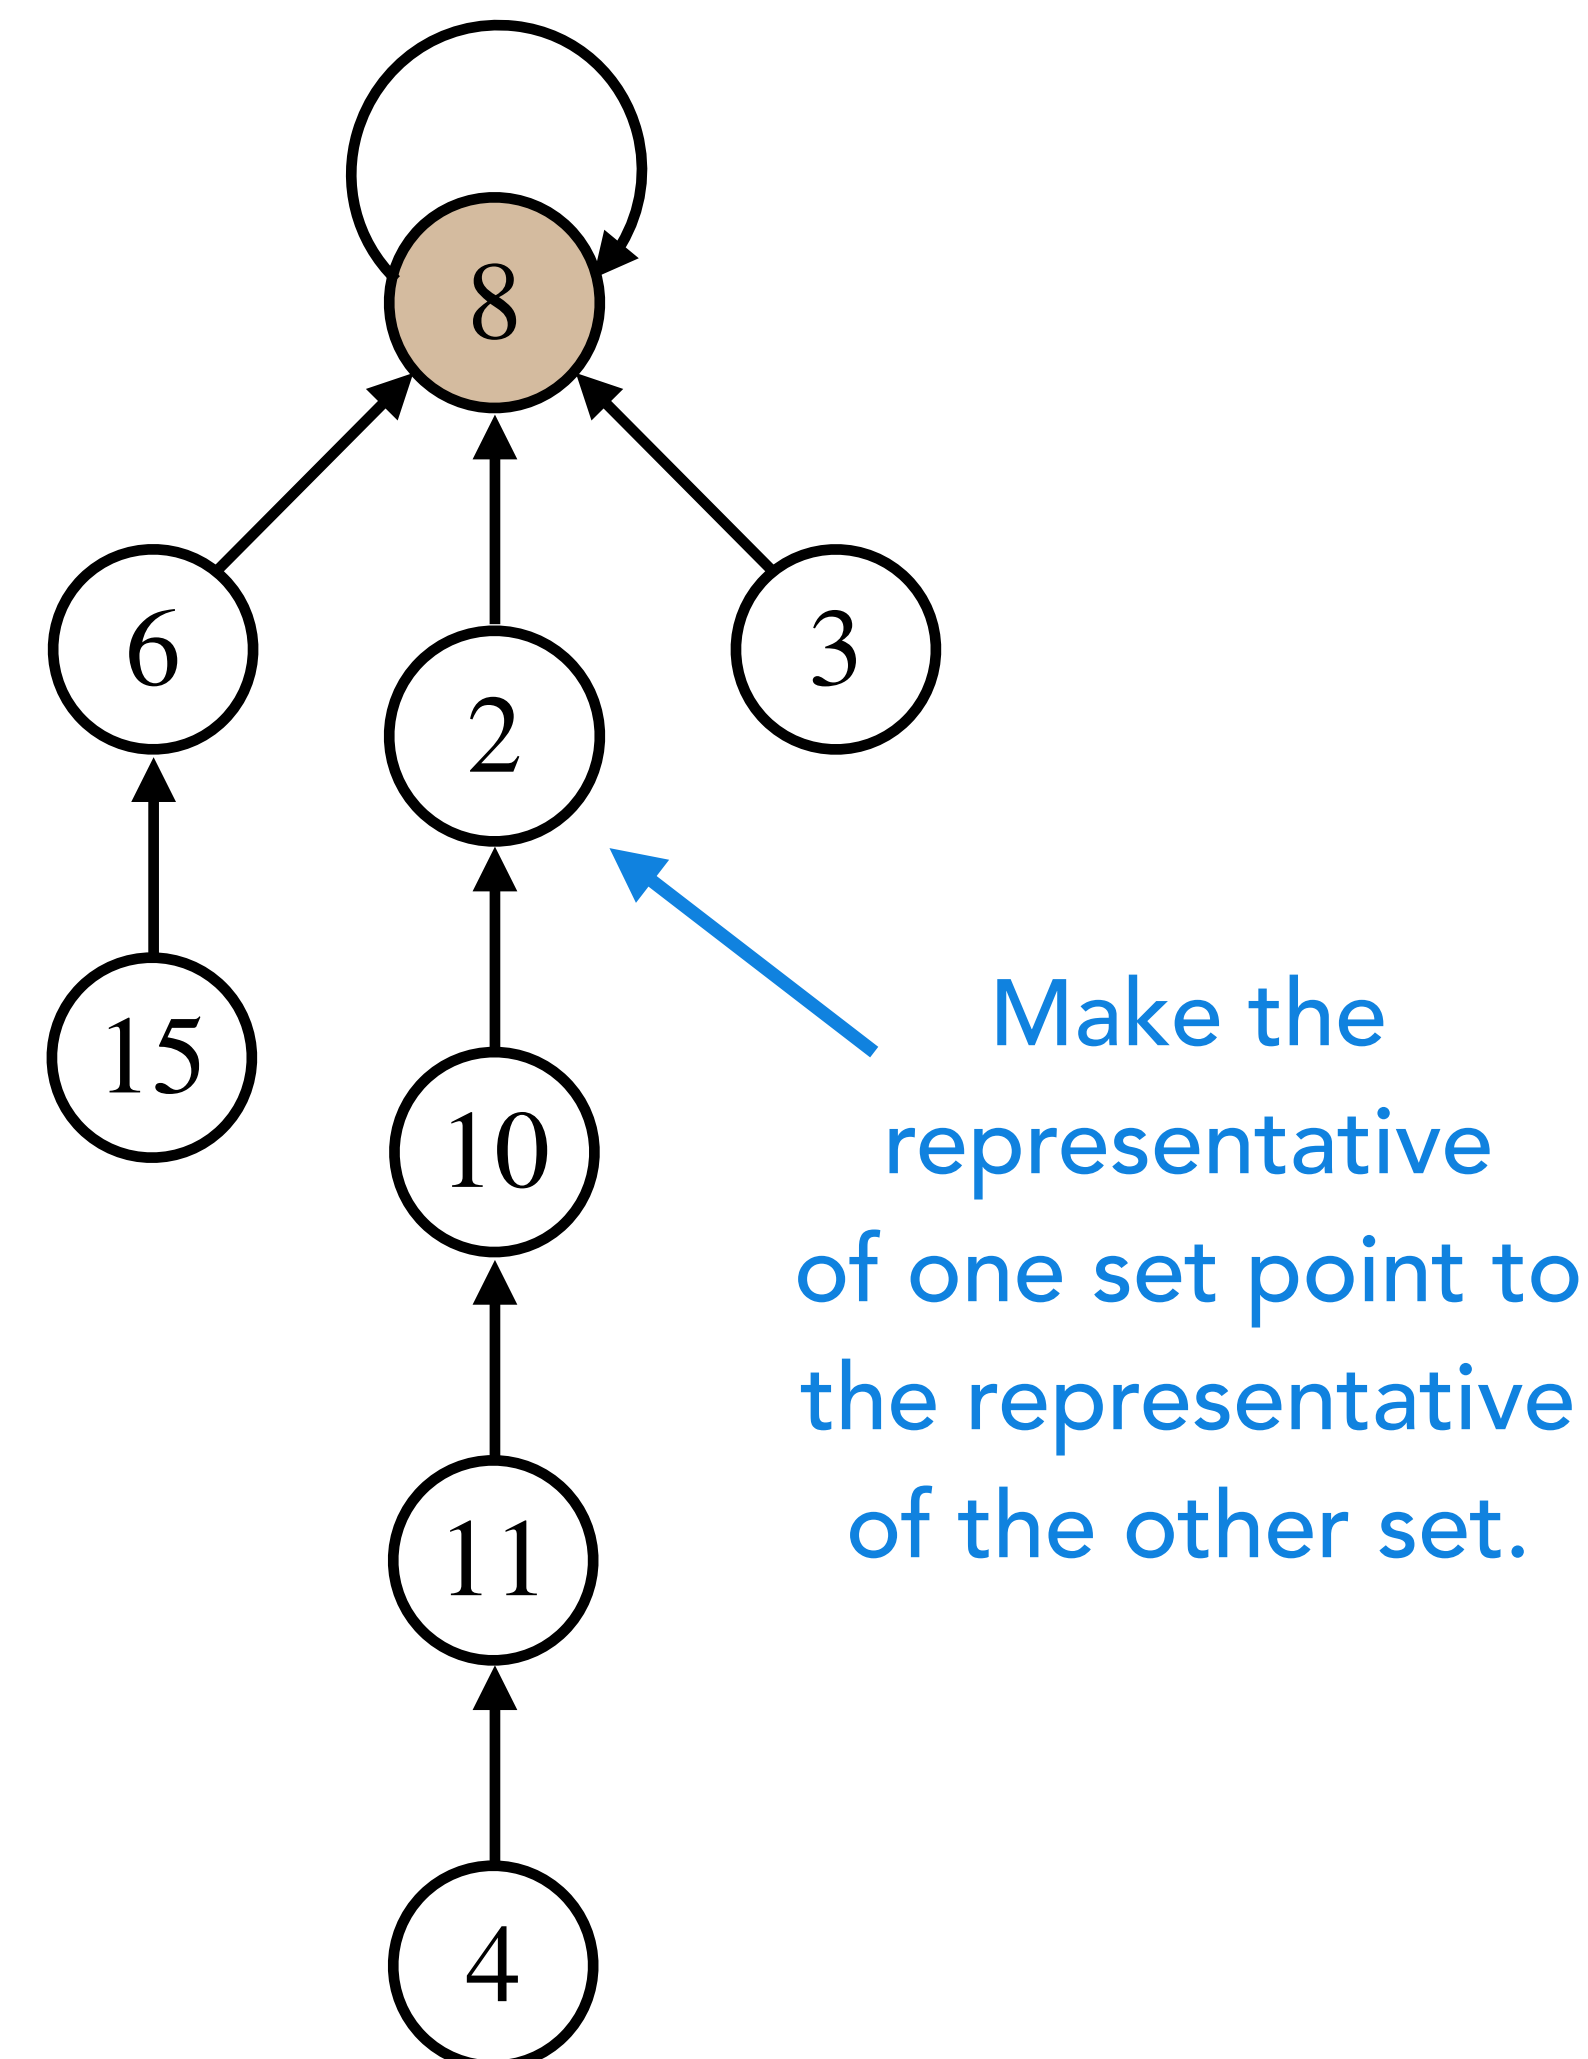 8
6
2
3
15
10
11
4
Make the
representative
of one set point to
the representative
of the other set.